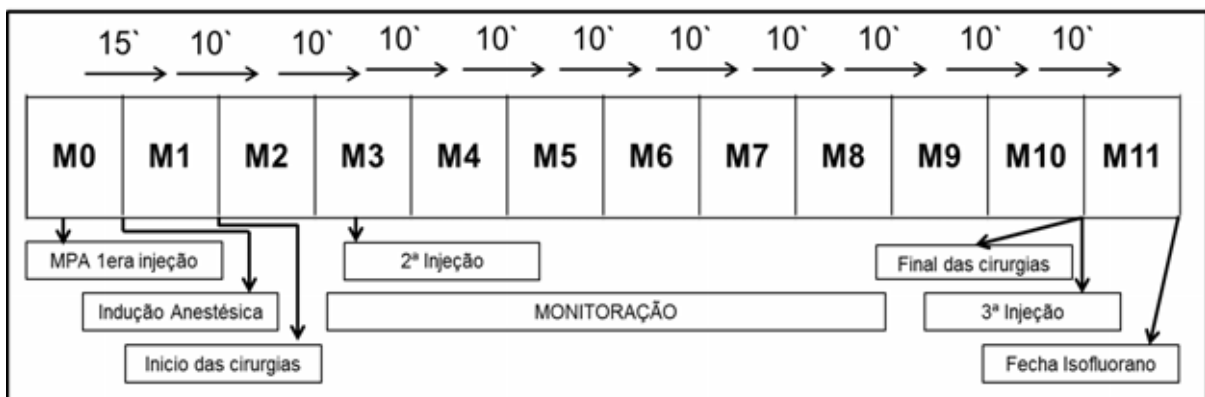 15` 10` 10` 10` 10` 10` 10` 10` 10` 10` 10`
M0 M1 M2 M3 M4 M5 M6 M7 M8 M9 M10 M11
MPA 1era injeção
2ª Injeção
Final das cirurgias
Indução Anestésica
MONITORAÇÃO
3ª Injeção
Inicio das cirurgias
Fecha Isofluorano